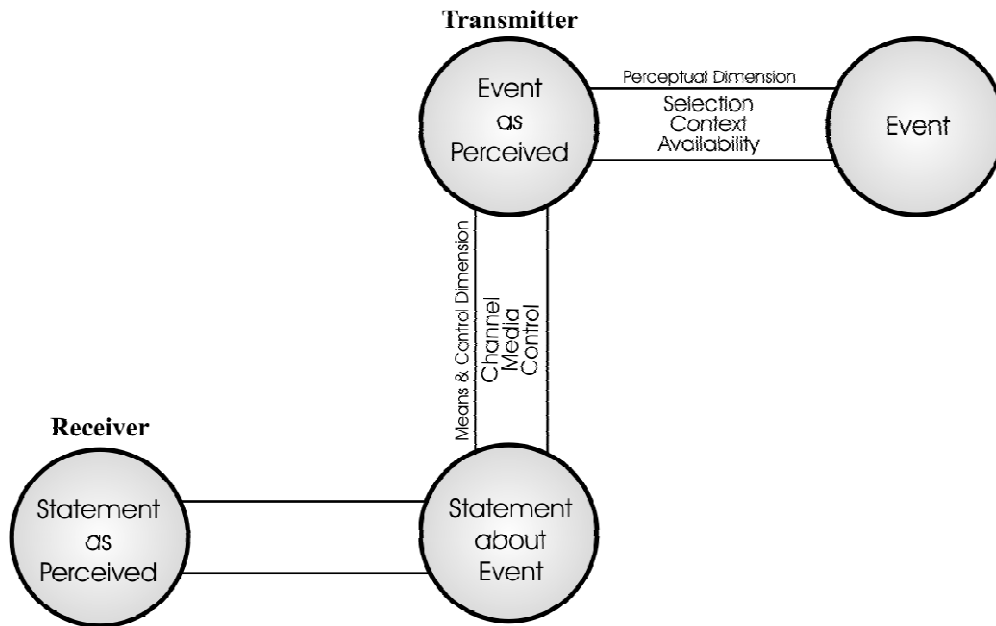 Transmitter
Event
as
Perceived
Perceptual Dimension
Selection
Context
Availability
Event
Means & Control Dimension
Channel
Media
Control
Receiver
Statement
as
Perceived
Statement
about
Event